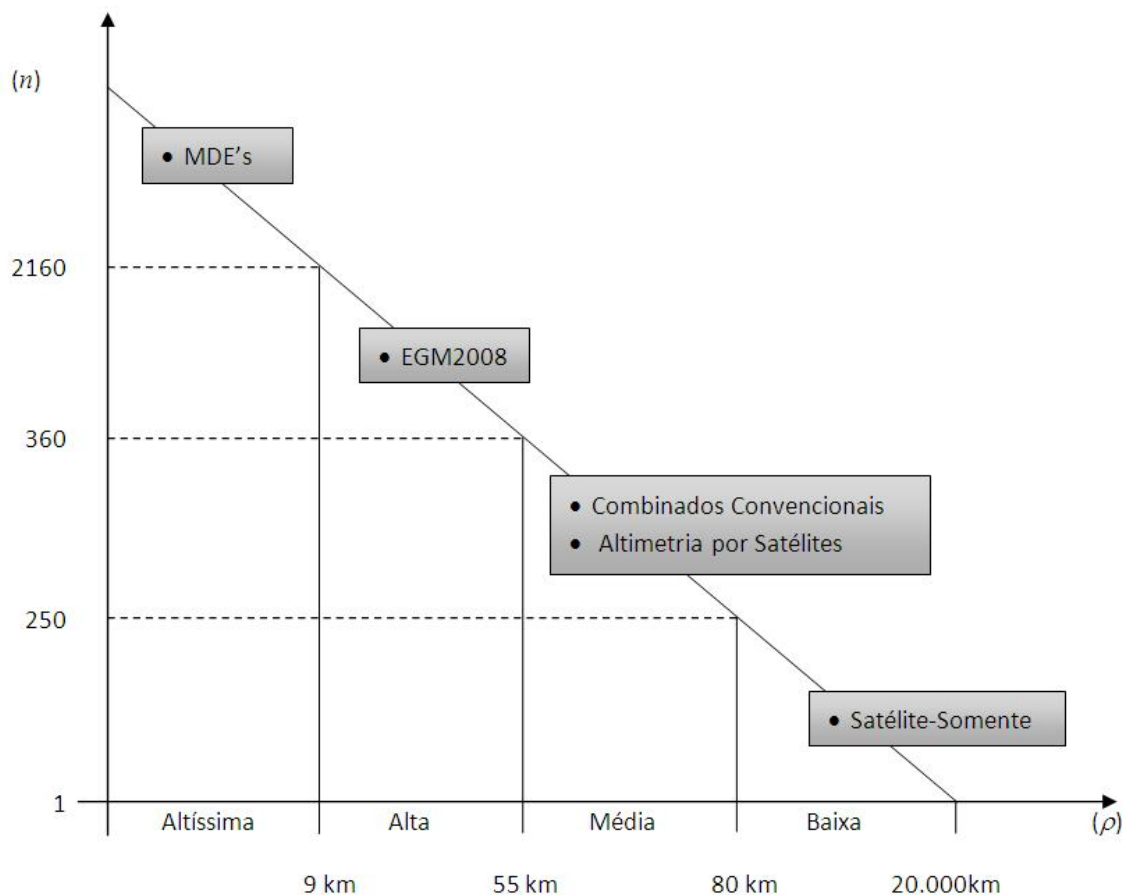 (n)
• MDE's
2160
• EGM2008
360
• Combinados Convencionais
• Altimetria por Satélites
250
• Satélite-Somente
1
Altíssima Alta Média Baixa (ρ)
9 km 55 km 80 km 20.000km